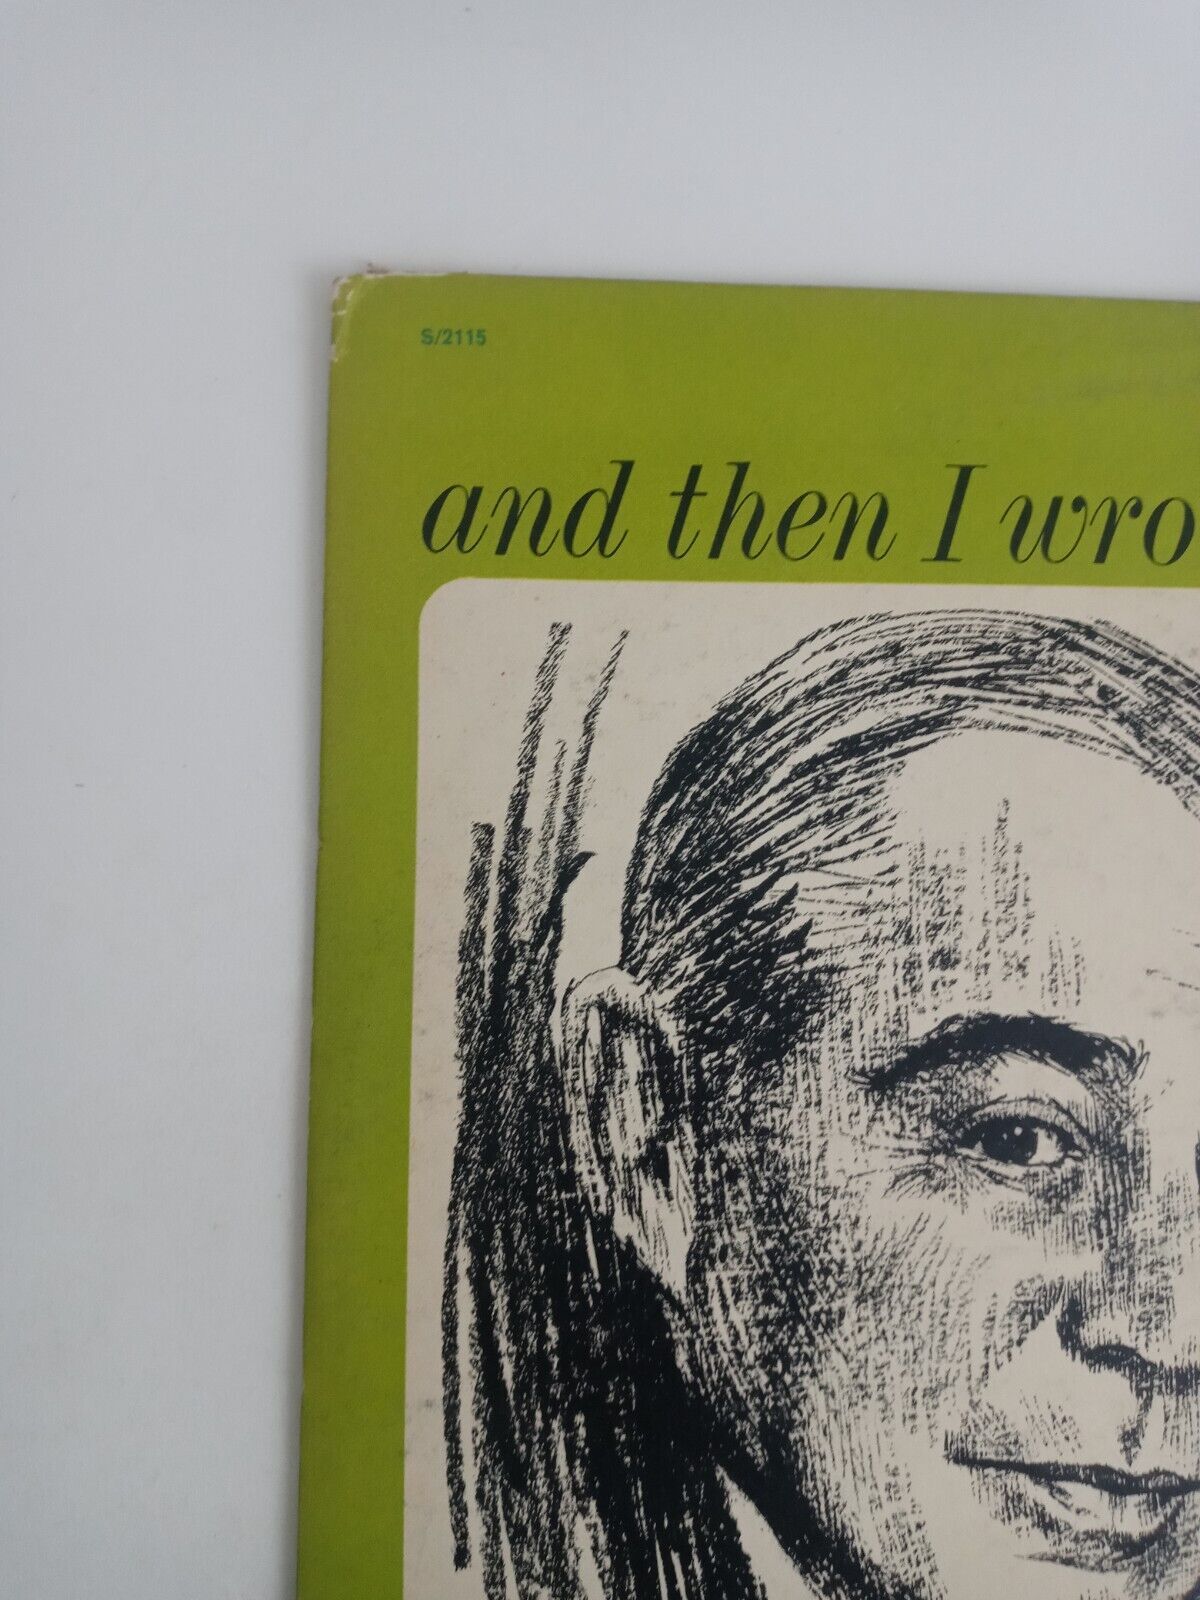 S/2115
and then I wro